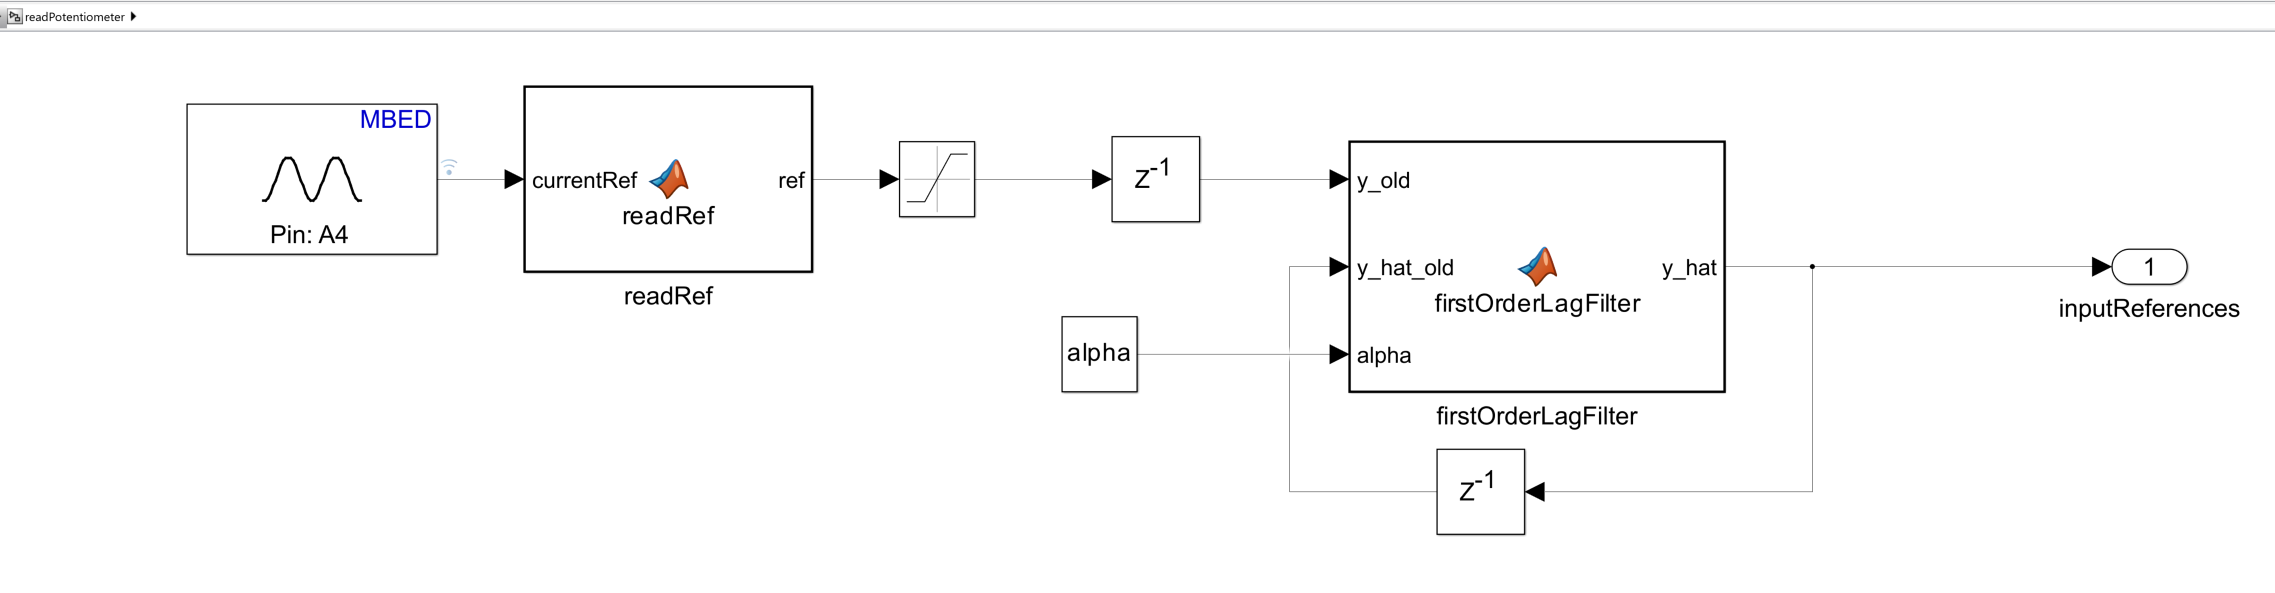 readPotentiometer
MBED
Pin: A4
currentRef
ref
readRef
readRef
z-1
y_old
y_hat_old
alpha
y_hat
firstOrderLagFilter
firstOrderLagFilter
alpha
z-1
1
inputReferences